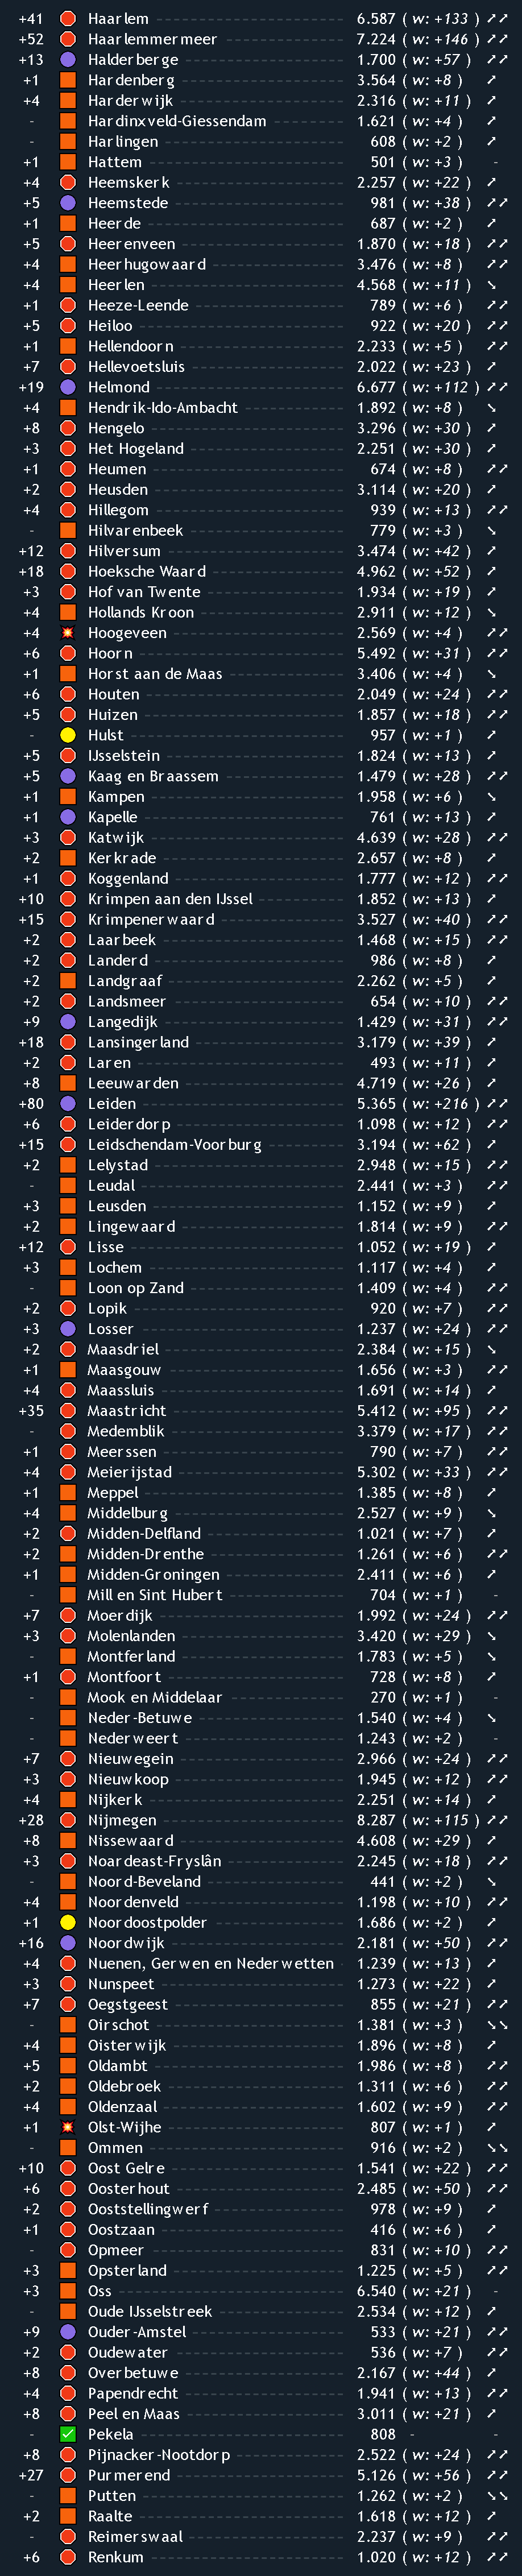 +41 Haarlem 6.587 ( w: +133 )
+52 Haarlemmermeer 7.224 ( w: +146 )
+13 Halderberge 1.700 ( w: +57 )
+1 Hardenberg 3.564 ( w: +8 )
+4 Harderwijk 2.316 ( w: +11 )
- Hardinxveld-Giessendam 1.621 ( w: +4 )
- Harlingen 608 ( w: +2 )
+1 Hattem 501 ( w: +3 ) -
+4 Heemskerk 2.257 ( w: +22 )
+5 Heemstede 981 ( w: +38 )
+1 Heerde 687 ( w: +2 )
+5 Heerenveen 1.870 ( w: +18 )
+4 Heerhugowaard 3.476 ( w: +8 )
+4 Heerlen 4.568 ( w: +11 )
+1 Heeze-Leende 789 ( w: +6 )
+5 Heiloo 922 ( w: +20 )
+1 Hellendoorn 2.233 ( w: +5 )
+7 Hellevoetsluis 2.022 ( w: +23 )
+19 Helmond 6.677 ( w: +112 )
+4 Hendrik-Ido-Ambacht 1.892 ( w: +8 )
+8 Hengelo 3.296 ( w: +30 )
+3 Het Hogeland 2.251 ( w: +30 )
+1 Heumen 674 ( w: +8 )
+2 Heusden 3.114 ( w: +20 )
+4 Hillegom 939 ( w: +13 )
- Hilvarenbeek 779 ( w: +3 )
+12 Hilversum 3.474 ( w: +42 )
+18 Hoeksche Waard 4.962 ( w: +52 )
+3 Hof van Twente 1.934 ( w: +19 )
+4 Hollands Kroon 2.911 ( w: +12 )
+4 Hoogeveen 2.569 ( w: +4 )
+6 Hoorn 5.492 ( w: +31 )
+1 Horst aan de Maas 3.406 ( w: +4 )
+6 Houten 2.049 ( w: +24 )
+5 Huizen 1.857 ( w: +18 )
- Hulst 957 ( w: +1 )
+5 IJsselstein 1.824 ( w: +13 )
+5 Kaag en Braassem 1.479 ( w: +28 )
+1 Kampen 1.958 ( w: +6 )
+1 Kapelle 761 ( w: +13 )
+3 Katwijk 4.639 ( w: +28 )
+2 Kerkrade 2.657 ( w: +8 )
+1 Koggenland 1.777 ( w: +12 )
+10 Krimpen aan den IJssel 1.852 ( w: +13 )
+15 Krimpenerwaard 3.527 ( w: +40 )
+2 Laarbeek 1.468 ( w: +15 )
+2 Landerd 986 ( w: +8 )
+2 Landgraaf 2.262 ( w: +5 )
+2 Landsmeer 654 ( w: +10 )
+9 Langedijk 1.429 ( w: +31 )
+18 Lansingerland 3.179 ( w: +39 )
+2 Laren 493 ( w: +11 )
+8 Leeuwarden 4.719 ( w: +26 )
+80 Leiden 5.365 ( w: +216 )
+6 Leiderdorp 1.098 ( w: +12 )
+15 Leidschendam-Voorburg 3.194 ( w: +62 )
+2 Lelystad 2.948 ( w: +15 )
- Leudal 2.441 ( w: +3 )
+3 Leusden 1.152 ( w: +9 )
+2 Lingewaard 1.814 ( w: +9 )
+12 Lisse 1.052 ( w: +19 )
+3 Lochem 1.117 ( w: +4 )
- Loon op Zand 1.409 ( w: +4 )
+2 Lopik 920 ( w: +7 )
+3 Losser 1.237 ( w: +24 )
+2 Maasdriel 2.384 ( w: +15 )
+1 Maasgouw 1.656 ( w: +3 )
+4 Maassluis 1.691 ( w: +14 )
+35 Maastricht 5.412 ( w: +95 )
- Medemblik 3.379 ( w: +17 )
+1 Meerssen 790 ( w: +7 )
+4 Meierijstad 5.302 ( w: +33 )
+1 Meppel 1.385 ( w: +8 )
+4 Middelburg 2.527 ( w: +9 )
+2 Midden-Delfland 1.021 ( w: +7 )
+2 Midden-Drenthe 1.261 ( w: +6 )
+1 Midden-Groningen 2.411 ( w: +6 )
- Mill en Sint Hubert 704 ( w: +1 ) -
+7 Moerdijk 1.992 ( w: +24 )
+3 Molenlanden 3.420 ( w: +29 )
- Montferland 1.783 ( w: +5 )
+1 Montfoort 728 ( w: +8 )
- Mook en Middelaar 270 ( w: +1 ) -
- Neder-Betuwe 1.540 ( w: +4 )
- Nederweert 1.243 ( w: +2 ) -
+7 Nieuwegein 2.966 ( w: +24 )
+3 Nieuwkoop 1.945 ( w: +12 )
+4 Nijkerk 2.251 ( w: +14 )
+28 Nijmegen 8.287 ( w: +115 )
+8 Nissewaard 4.608 ( w: +29 )
+3 Noardeast-Fryslân 2.245 ( w: +18 )
- Noord-Beveland 441 ( w: +2 )
+4 Noordenveld 1.198 ( w: +10 )
+1 Noordoostpolder 1.686 ( w: +2 )
+16 Noordwijk 2.181 ( w: +50 )
+4 Nuenen, Gerwen en Nederwetten 1.239 ( w: +13 )
+3 Nunspeet 1.273 ( w: +22 )
+7 Oegstgeest 855 ( w: +21 )
- Oirschot 1.381 ( w: +3 )
+4 Oisterwijk 1.896 ( w: +8 )
+5 Oldambt 1.986 ( w: +8 )
+2 Oldebroek 1.311 ( w: +6 )
+4 Oldenzaal 1.602 ( w: +9 )
+1 Olst-Wijhe 807 ( w: +1 )
- Ommen 916 ( w: +2 )
+10 Oost Gelre 1.541 ( w: +22 )
+6 Oosterhout 2.485 ( w: +50 )
+2 Ooststellingwerf 978 ( w: +9 )
+1 Oostzaan 416 ( w: +6 )
- Opmeer 831 ( w: +10 )
+3 Opsterland 1.225 ( w: +5 )
+3 Oss 6.540 ( w: +21 ) -
- Oude IJsselstreek 2.534 ( w: +12 )
+9 Ouder-Amstel 533 ( w: +21 )
+2 Oudewater 536 ( w: +7 )
+8 Overbetuwe 2.167 ( w: +44 )
+4 Papendrecht 1.941 ( w: +13 )
+8 Peel en Maas 3.011 ( w: +21 )
- Pekela 808 -
+8 Pijnacker-Nootdorp 2.522 ( w: +24 )
+27 Purmerend 5.126 ( w: +56 )
- Putten 1.262 ( w: +2 )
+2 Raalte 1.618 ( w: +12 )
- Reimerswaal 2.237 ( w: +9 )
+6 Renkum 1.020 ( w: +12 )